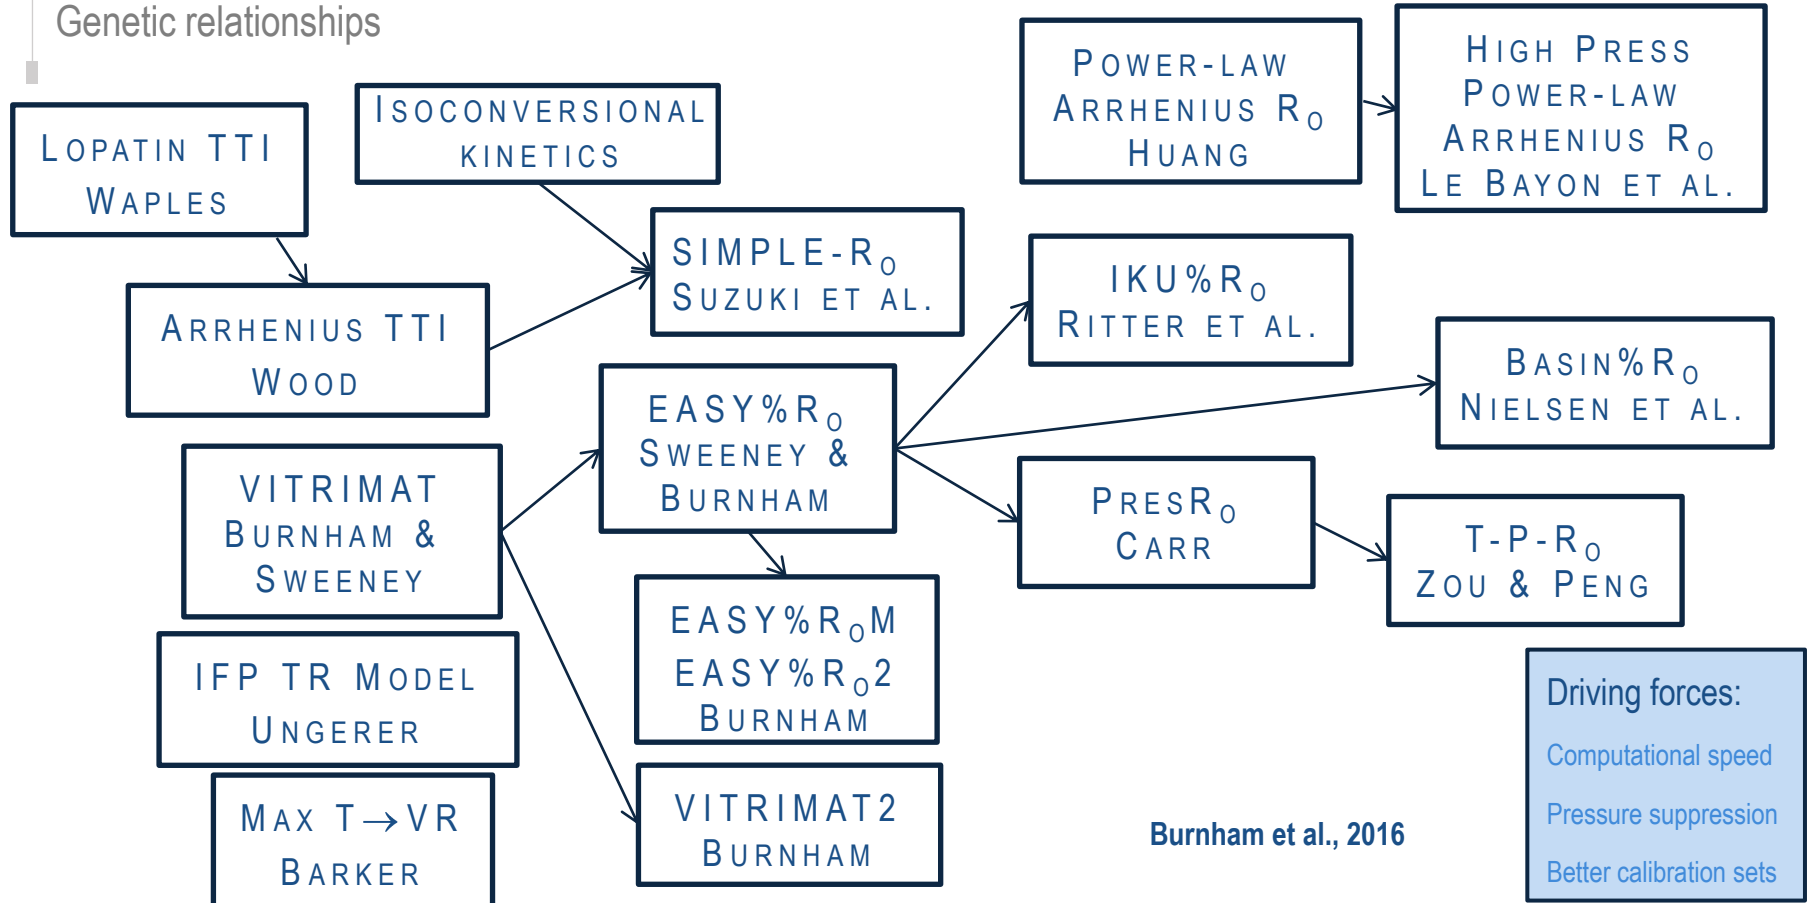 Genetic relationships
LOPATIN TTI
WAPLES
ISOCONVERSIONAL
KINETICS
POWER-LAW
ARRHENIUS RO
HUANG
HIGH PRESS
POWER-LAW
ARRHENIUS RO
LE BAYON ET AL.
ARRHENIUS TTI
WOOD
SIMPLE-RO
SUZUKI ET AL.
IKU%RO
RITTER ET AL.
BASIN%RO
NIELSEN ET AL.
VITRIMAT
BURNHAM &
SWEENEY
EASY%RO
SWEENEY &
BURNHAM
PRESRO
CARR
T-P-RO
ZOU & PENG
IFP TR MODEL
UNGERER
EASY%ROM
EASY%RO2
BURNHAM
MAX T→VR
BARKER
VITRIMAT2
BURNHAM
Burnham et al., 2016
Driving forces:
Computational speed
Pressure suppression
Better calibration sets